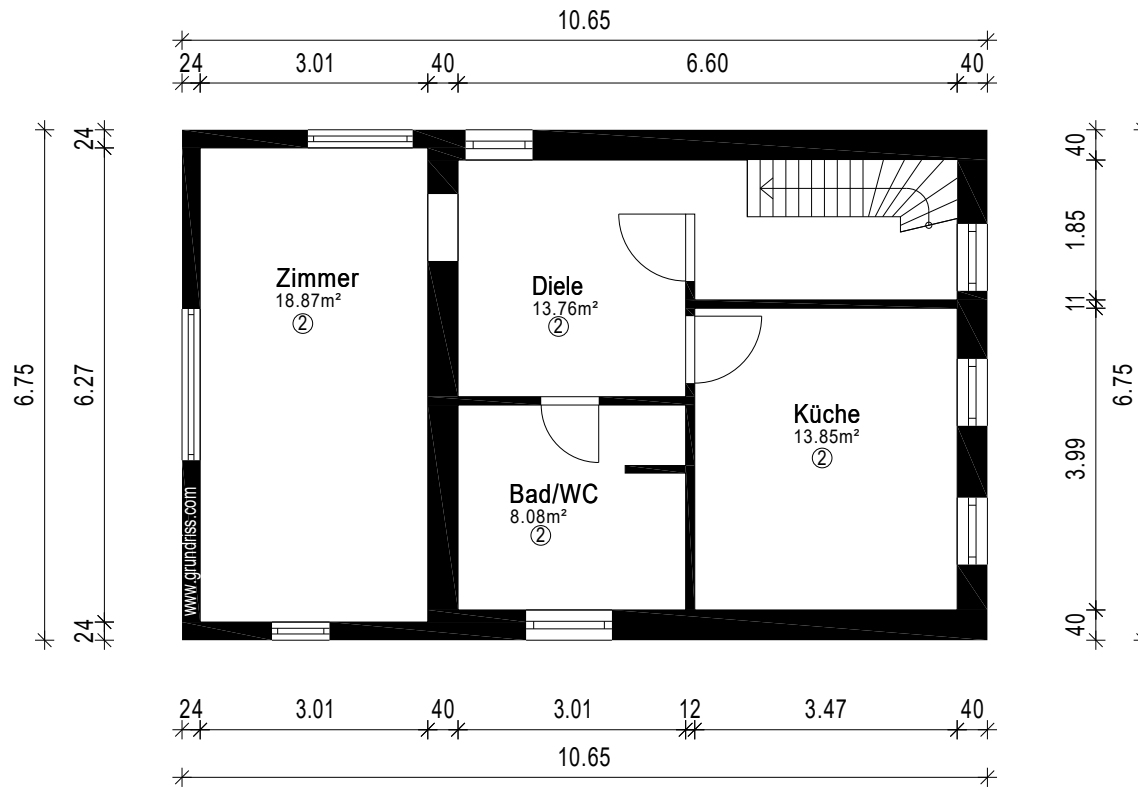 10.65
24 3.01 40 6.60 40
24
6.27
24
6.75
40
1.85
11
3.99
40
6.75
Zimmer
18.87m²
2
Diele
13.76m²
2
Küche
13.85m²
2
Bad/WC
8.08m²
2
www.grundriss.com
24 3.01 40 3.01 12 3.47 40
10.65